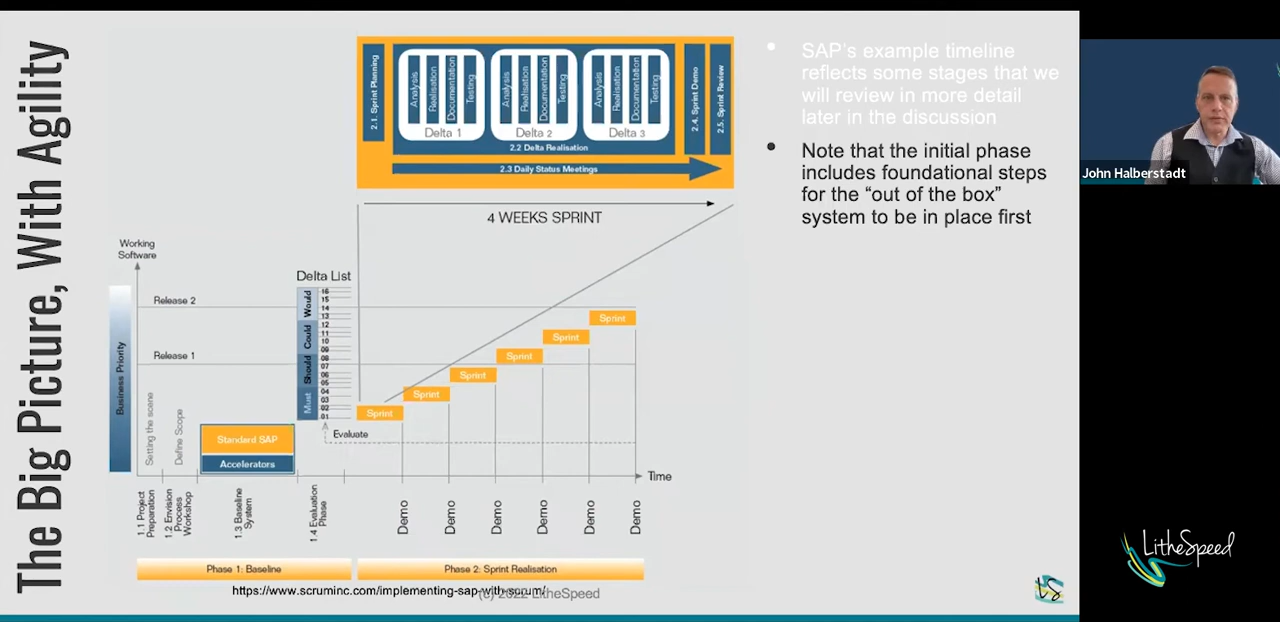 The Big Picture, With Agility
2.1. Sprint Planning
Analysis
Realisation
Documentation
Testing
Delta 1
Analysis
Realisation
Documentation
Testing
Delta 2
Analysis
Realisation
Documentation
Testing
Delta 3
2.2 Delta Realisation
2.3 Daily Status Meetings
2.4. Sprint Demo
2.5. Sprint Review
4 WEEKS SPRINT
• SAP's example timeline
reflects some stages that we
will review in more detail
later in the discussion
• Note that the initial phase
includes foundational steps
for the “out of the box”
system to be in place first
John Halberstadt
Working
Software
Business Priority
Release 2
Release 1
Setting the scene
Define Scope
Standard SAP
Accelerators
Delta List
Would
Could
Should
Must
16
15
14
13
12
11
10
09
08
07
06
05
04
03
02
01
Evaluate
Sprint
Sprint
Sprint
Sprint
Sprint
Sprint
Time
1.1 Project
Preparation
1.2 Envision
Process
Workshop
1.3 Baseline
System
1.4 Evaluation
Phase
Demo
Demo
Demo
Demo
Demo
Demo
Phase 1: Baseline
Phase 2: Sprint Realisation
https://www.scruminc.com/implementing-sap-with-scrum/
(c) 2022 LitheSpeed
LS
LitheSpeed